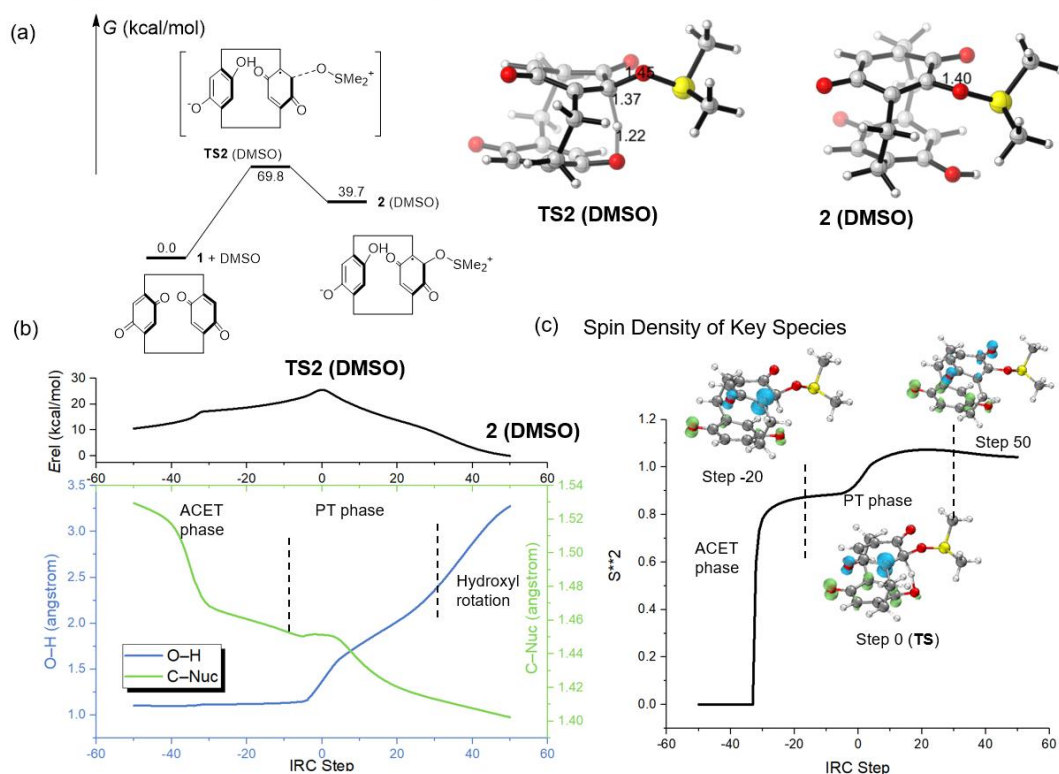 (a)
G (kcal/mol)
OH
O
O
SMe2+
-O
O
TS2 (DMSO)
69.8
39.7
2 (DMSO)
0.0
1 + DMSO
O
O
O
O
OH
O
O
SMe2+
-O
O
1.45
1.37
1.22
TS2 (DMSO)
1.40
2 (DMSO)
(b)
TS2 (DMSO)
2 (DMSO)
Erel (kcal/mol)
30
20
10
0
-60 -40 -20 0 20 40 60
3.5
3.0
2.5
2.0
1.5
1.0
O–H (angstrom)
ACET
phase
PT phase
Hydroxyl
rotation
O–H
C–Nuc
1.54
1.52
1.50
1.48
1.46
1.44
1.42
1.40
C–Nuc (angstrom)
-60 -40 -20 0 20 40 60
IRC Step
(c) Spin Density of Key Species
Step -20
Step 50
PT phase
ACET
phase
Step 0 (TS)
S**2
1.2
1.0
0.8
0.6
0.4
0.2
0.0
-60 -40 -20 0 20 40 60
IRC Step